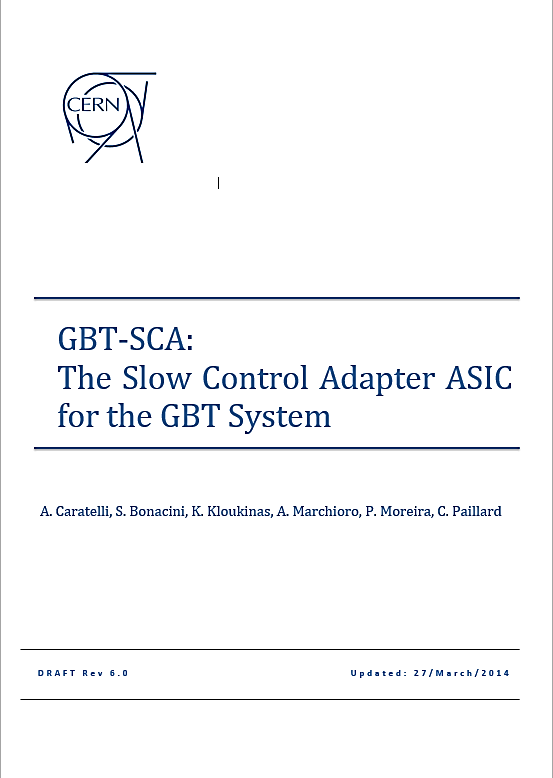 CERN
GBT-SCA:
The Slow Control Adapter ASIC
for the GBT System
A. Caratelli, S. Bonacini, K. Kloukinas, A. Marchioro, P. Moreira, C. Paillard
DRAFT Rev 6.0 Updated: 27/March/2014